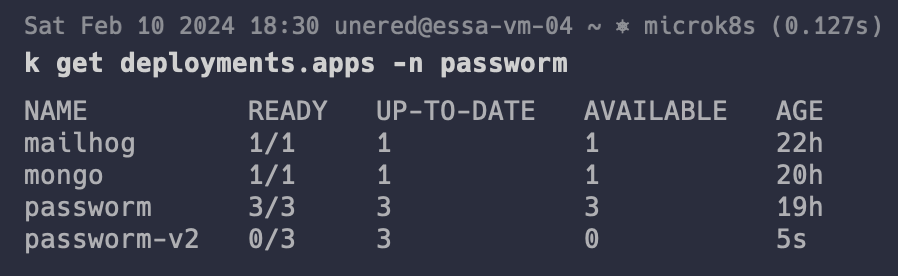 Sat Feb 10 2024 18:30 unered@essa-vm-04 ~ ⎈ microk8s (0.127s)
k get deployments.apps -n passworm
NAME READY UP-TO-DATE AVAILABLE AGE
mailhog 1/1 1 1 22h
mongo 1/1 1 1 20h
passworm 3/3 3 3 19h
passworm-v2 0/3 3 0 5s